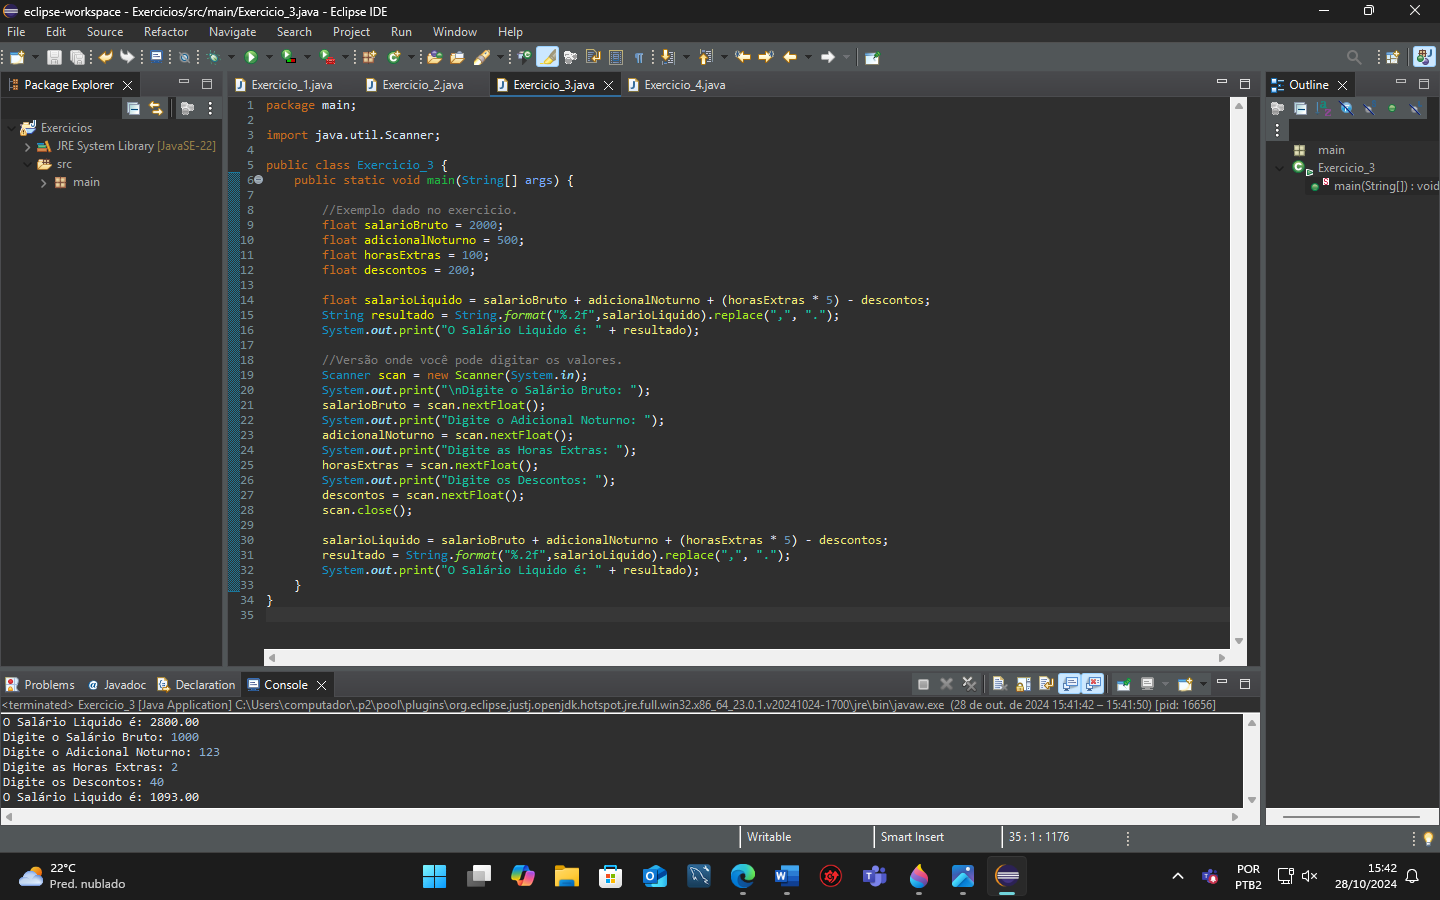 eclipse-workspace - Exercicios/src/main/Exercicio_3.java - Eclipse IDE
File Edit Source Refactor Navigate Search Project Run Window Help
Package Explorer
Exercicios
JRE System Library [JavaSE-22]
src
main
Exercicio_1.java Exercicio_2.java Exercicio_3.java Exercicio_4.java
1 package main;
2
3 import java.util.Scanner;
4
5 public class Exercicio_3 {
6 public static void main(String[] args) {
7
8 //Exemplo dado no exercicio.
9 float salarioBruto = 2000;
10 float adicionalNoturno = 500;
11 float horasExtras = 100;
12 float descontos = 200;
13
14 float salarioLiquido = salarioBruto + adicionalNoturno + (horasExtras * 5) - descontos;
15 String resultado = String.format("%.2f",salarioLiquido).replace(",", ".");
16 System.out.print("O Salário Liquido é: " + resultado);
17
18 //Versão onde você pode digitar os valores.
19 Scanner scan = new Scanner(System.in);
20 System.out.print("\nDigite o Salário Bruto: ");
21 salarioBruto = scan.nextFloat();
22 System.out.print("Digite o Adicional Noturno: ");
23 adicionalNoturno = scan.nextFloat();
24 System.out.print("Digite as Horas Extras: ");
25 horasExtras = scan.nextFloat();
26 System.out.print("Digite os Descontos: ");
27 descontos = scan.nextFloat();
28 scan.close();
29
30 salarioLiquido = salarioBruto + adicionalNoturno + (horasExtras * 5) - descontos;
31 resultado = String.format("%.2f",salarioLiquido).replace(",", ".");
32 System.out.print("O Salário Liquido é: " + resultado);
33 }
34 }
35
Outline
main
Exercicio_3
main(String[]) : void
Problems Javadoc Declaration Console
<terminated> Exercicio_3 [Java Application] C:\Users\computador\.p2\pool\plugins\org.eclipse.justj.openjdk.hotspot.jre.full.win32.x86_64_23.0.1.v20241024-1700\jre\bin\javaw.exe (28 de out. de 2024 15:41:42 – 15:41:50) [pid: 16656]
O Salário Liquido é: 2800.00
Digite o Salário Bruto: 1000
Digite o Adicional Noturno: 123
Digite as Horas Extras: 2
Digite os Descontos: 40
O Salário Liquido é: 1093.00
Writable Smart Insert 35 : 1 : 1176
22°C
Pred. nublado
POR
PTB2
15:42
28/10/2024